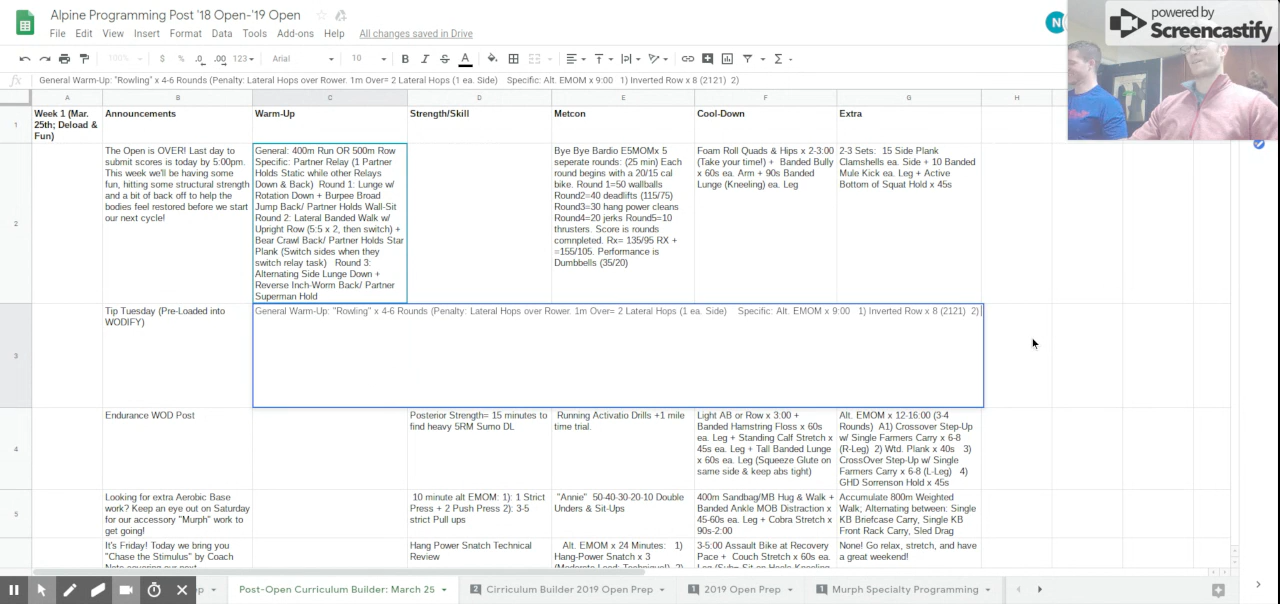 Alpine Programming Post '18 Open-'19 Open
File Edit View Insert Format Data Tools Add-ons Help All changes saved in Drive
powered by
Screencastify
100% $ % .0 .00 123 Arial 10 B I S A
fx General Warm-Up: "Rowling" x 4-6 Rounds (Penalty: Lateral Hops over Rower. 1m Over= 2 Lateral Hops (1 ea. Side) Specific: Alt. EMOM x 9:00 1) Inverted Row x 8 (2121) 2)
A B C D E F G H
1
Week 1 (Mar.
25th; Deload &
Fun)
Announcements
Warm-Up
Strength/Skill
Metcon
Cool-Down
Extra
2
The Open is OVER! Last day to
submit scores is today by 5:00pm.
This week we'll be having some
fun, hitting some structural strength
and a bit of back off to help the
bodies feel restored before we start
our next cycle!
General: 400m Run OR 500m Row
Specific: Partner Relay (1 Partner
Holds Static while other Relays
Down & Back) Round 1: Lunge w/
Rotation Down + Burpee Broad
Jump Back/ Partner Holds Wall-Sit
Round 2: Lateral Banded Walk w/
Upright Row (5.5 x 2, then switch) +
Bear Crawl Back/ Partner Holds Star
Plank (Switch sides when they
switch relay task) Round 3:
Alternating Side Lunge Down +
Reverse Inch-Worm Back/ Partner
Superman Hold
Bye Bye Bardio E5MOMx 5
seperate rounds: (25 min) Each
round begins with a 20/15 cal
bike. Round 1=50 wallballs
Round2=40 deadlifts (115/75)
Round3=30 hang power cleans
Round4=20 jerks Round5=10
thrusters. Score is rounds
comnpleted. Rx= 135/95 RX +
=155/105. Performance is
Dumbbells (35/20)
Foam Roll Quads & Hips x 2-3:00
(Take your time!) + Banded Bully
x 60s ea. Arm + 90s Banded
Lunge (Kneeling) ea. Leg
2-3 Sets: 15 Side Plank
Clamshells ea. Side + 10 Banded
Mule Kick ea. Leg + Active
Bottom of Squat Hold x 45s
3
Tip Tuesday (Pre-Loaded into
WODIFY)
General Warm-Up: "Rowling" x 4-6 Rounds (Penalty: Lateral Hops over Rower. 1m Over= 2 Lateral Hops (1 ea. Side) Specific: Alt. EMOM x 9:00 1) Inverted Row x 8 (2121) 2)
4
Endurance WOD Post
Posterior Strength= 15 minutes to
find heavy 5RM Sumo DL
Running Activatio Drills +1 mile
time trial.
Light AB or Row x 3:00 +
Banded Hamstring Floss x 60s
ea. Leg + Standing Calf Stretch x
45s ea. Leg + Tall Banded Lunge
x 60s ea. Leg (Squeeze Glute on
same side & keep abs tight)
Alt. EMOM x 12-16:00 (3-4
Rounds) A1) Crossover Step-Up
w/ Single Farmers Carry x 6-8
(R-Leg) 2) Wtd. Plank x 40s 3)
CrossOver Step-Up w/ Single
Farmers Carry x 6-8 (L-Leg) 4)
GHD Sorrenson Hold x 45s
5
Looking for extra Aerobic Base
work? Keep an eye out on Saturday
for our accessory "Murph" work to
get going!
10 minute alt EMOM: 1): 1 Strict
Press + 2 Push Press 2): 3-5
strict Pull ups
"Annie" 50-40-30-20-10 Double
Unders & Sit-Ups
400m Sandbag/MB Hug & Walk +
Banded Ankle MOB Distraction x
45-60s ea. Leg + Cobra Stretch x
90s-2:00
Accumulate 800m Weighted
Walk; Alternating between: Single
KB Briefcase Carry, Single KB
Front Rack Carry, Sled Drag
It's Friday! Today we bring you
"Chase the Stimulus" by Coach
Hang Power Snatch Technical
Review
Alt. EMOM x 24 Minutes: 1)
Hang-Power Snatch x 3
3-5:00 Assault Bike at Recovery
Pace + Couch Stretch x 60s ea.
None! Go relax, stretch, and have
a great weekend!
Post-Open Curriculum Builder: March 25
2 Cirriculum Builder 2019 Open Prep
1 2019 Open Prep
1 Murph Specialty Programming